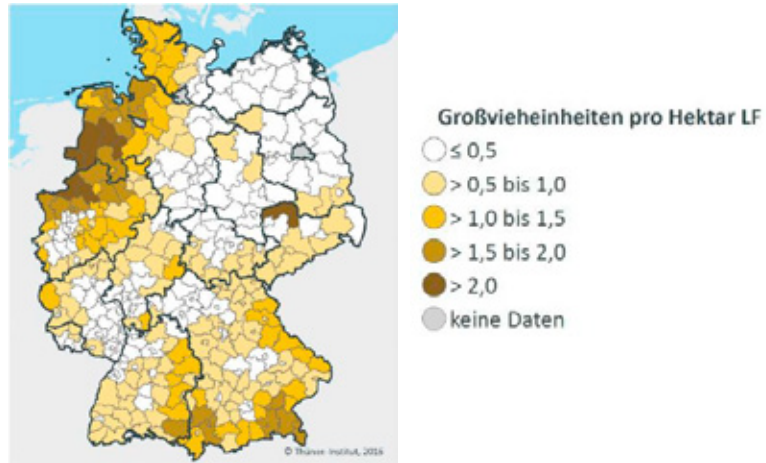 Großvieheinheiten pro Hektar LF
≤ 0,5
> 0,5 bis 1,0
> 1,0 bis 1,5
> 1,5 bis 2,0
> 2,0
keine Daten
© Thünen Institut, 2016